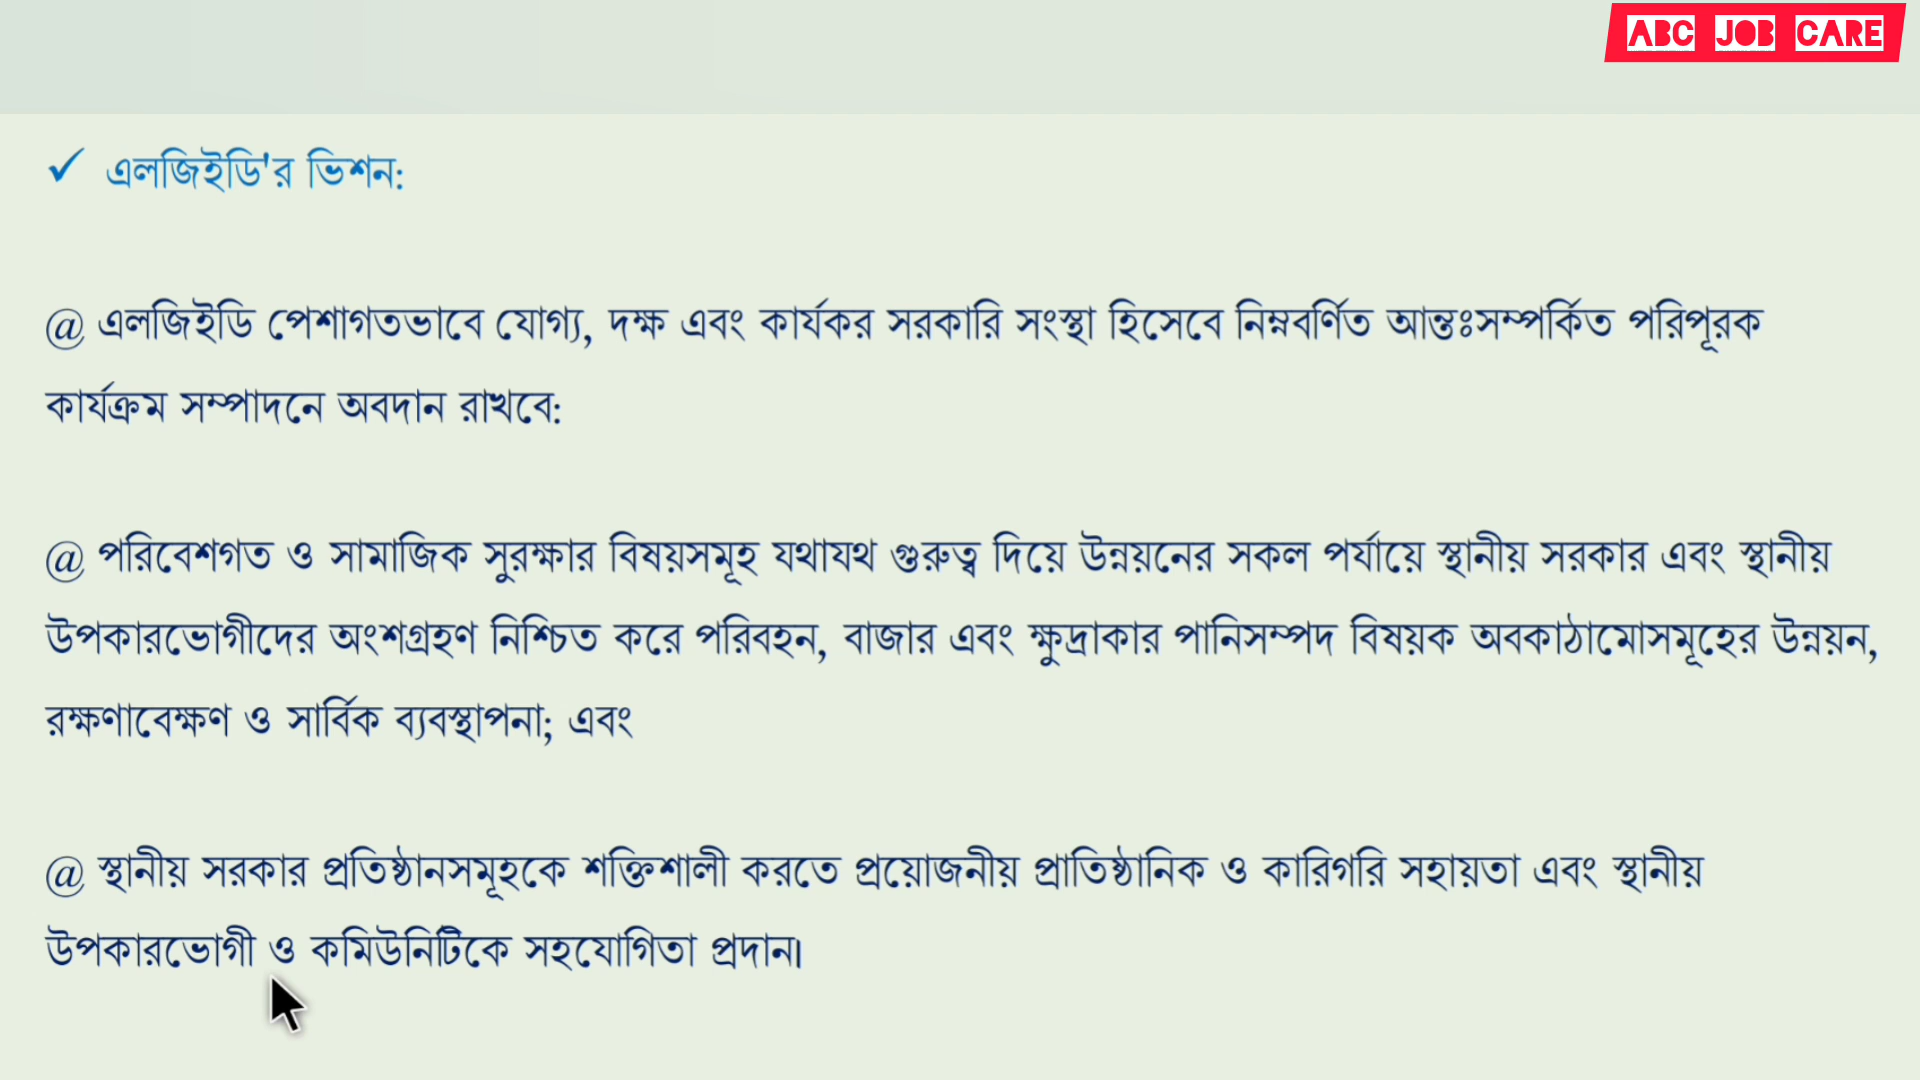 ABC JOB CARE
✓ এলজিইডি'র ভিশন:
@ এলজিইডি পেশাগতভাবে যোগ্য, দক্ষ এবং কার্যকর সরকারি সংস্থা হিসেবে নিম্নবর্ণিত আন্তঃসম্পর্কিত পরিপূরক
কার্যক্রম সম্পাদনে অবদান রাখবে:
@ পরিবেশগত ও সামাজিক সুরক্ষার বিষয়সমূহ যথাযথ গুরুত্ব দিয়ে উন্নয়নের সকল পর্যায়ে স্থানীয় সরকার এবং স্থানীয়
উপকারভোগীদের অংশগ্রহণ নিশ্চিত করে পরিবহন, বাজার এবং ক্ষুদ্রাকার পানিসম্পদ বিষয়ক অবকাঠামোসমূহের উন্নয়ন,
রক্ষণাবেক্ষণ ও সার্বিক ব্যবস্থাপনা; এবং
@ স্থানীয় সরকার প্রতিষ্ঠানসমূহকে শক্তিশালী করতে প্রয়োজনীয় প্রাতিষ্ঠানিক ও কারিগরি সহায়তা এবং স্থানীয়
উপকারভোগী ও কমিউনিটিকে সহযোগিতা প্রদান।